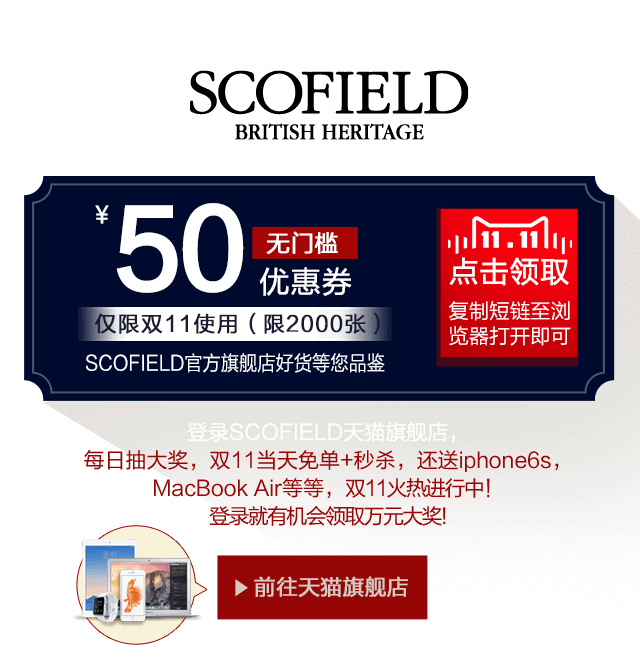 SCOFIELD
BRITISH HERITAGE
¥50
无门槛
优惠券
仅限双11使用（限2000张）
SCOFIELD官方旗舰店好货等您品鉴
11.11
点击领取
复制短链至浏
览器打开即可
登录SCOFIELD天猫旗舰店，
每日抽大奖，双11当天免单+秒杀，还送iphone6s，
MacBook Air等等，双11火热进行中！
登录就有机会领取万元大奖!
前往天猫旗舰店